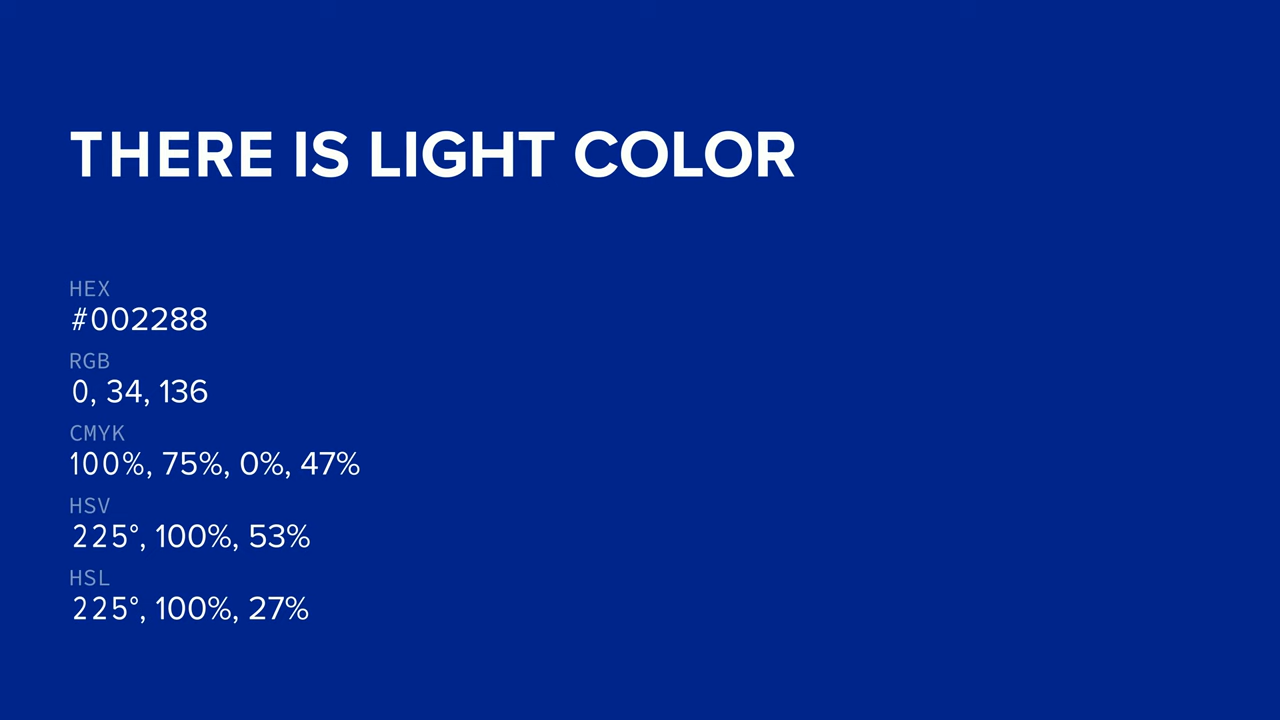 THERE IS LIGHT COLOR
HEX
#002288
RGB
0, 34, 136
CMYK
100%, 75%, 0%, 47%
HSV
225°, 100%, 53%
HSL
225°, 100%, 27%